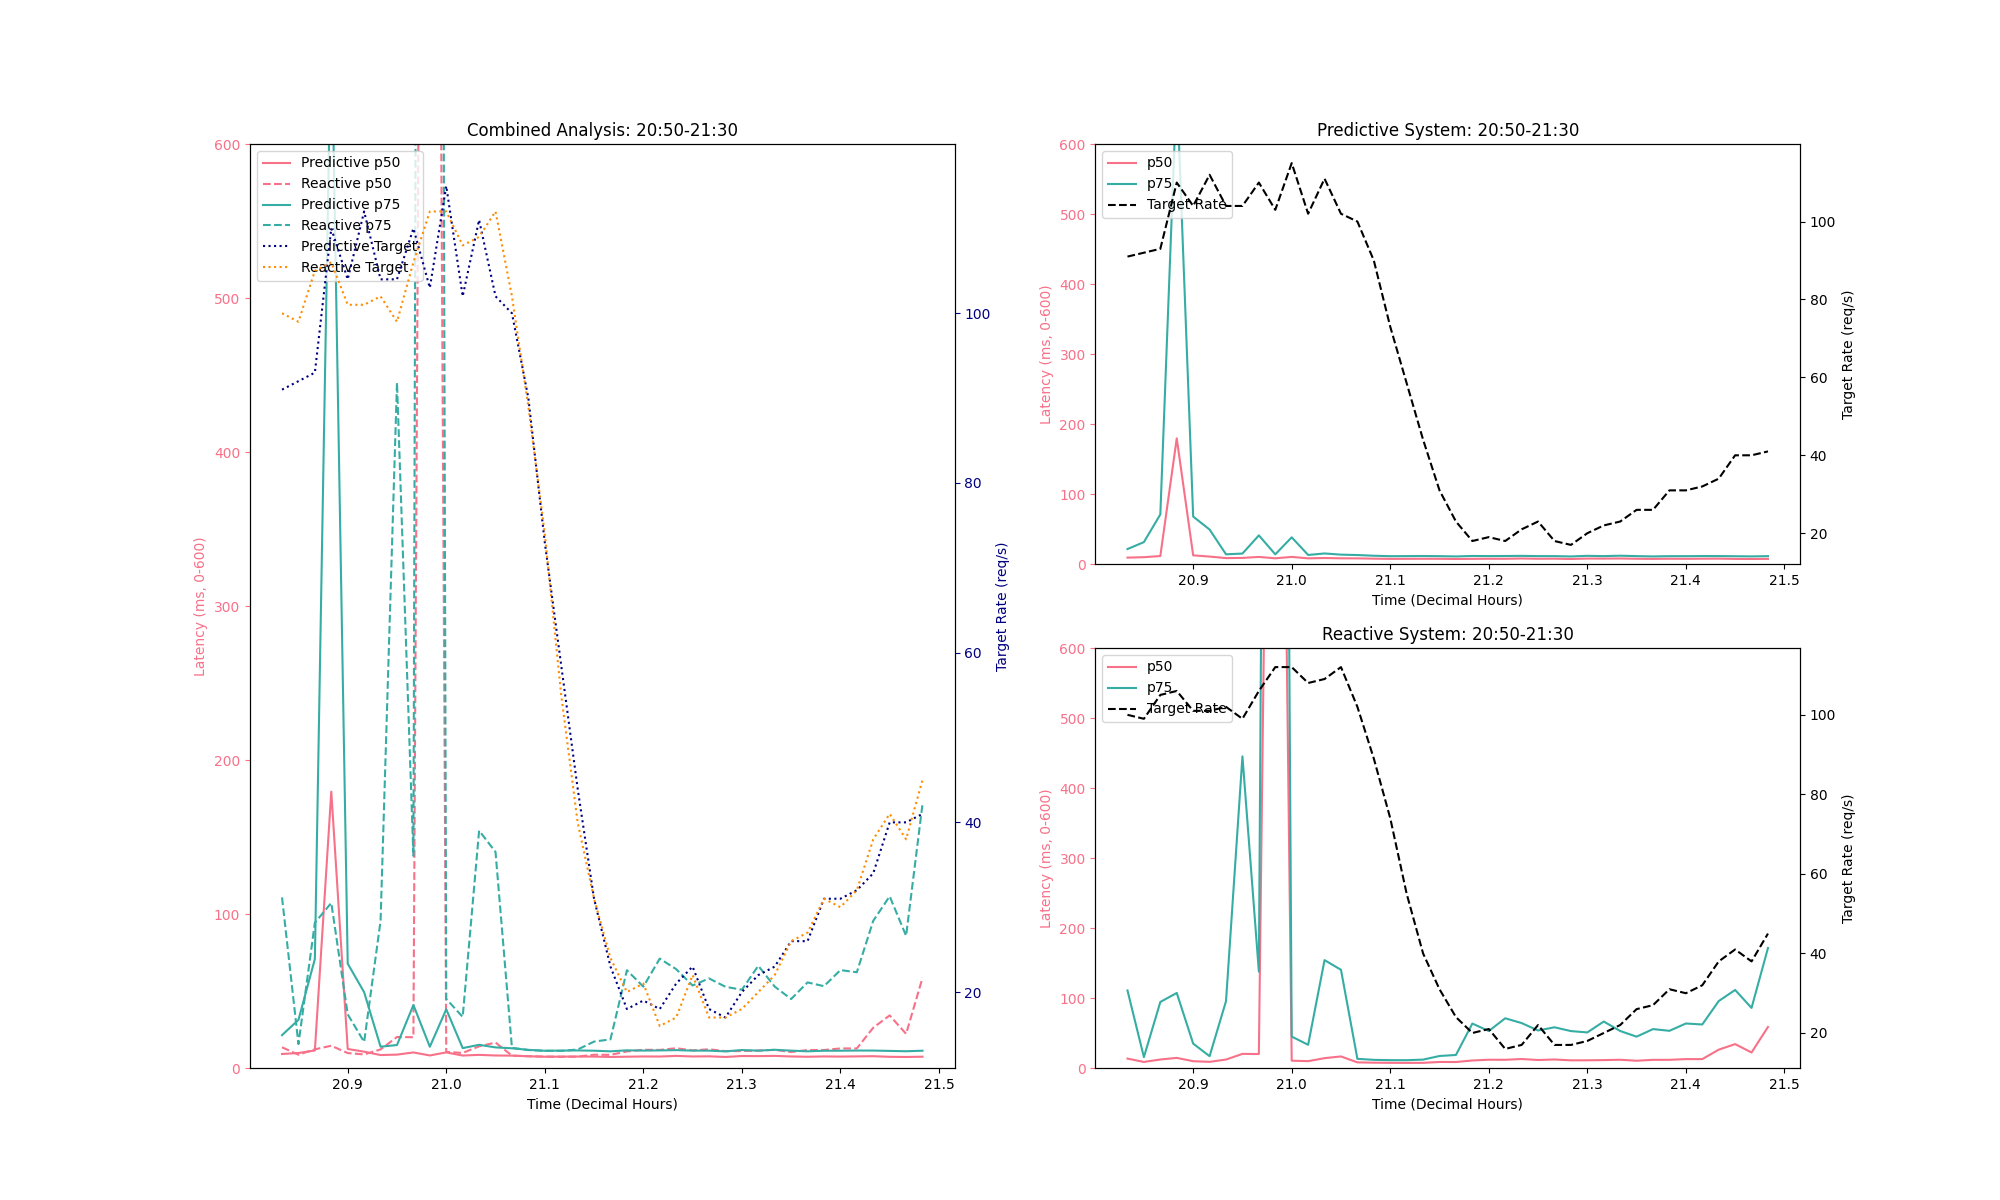 Combined Analysis: 20:50-21:30
600
500
400
300
200
100
0
Latency (ms, 0-600)
Predictive p50
Reactive p50
Predictive p75
Reactive p75
Predictive Target
Reactive Target
100
80
60
40
20
Target Rate (req/s)
20.9 21.0 21.1 21.2 21.3 21.4 21.5
Time (Decimal Hours)
Predictive System: 20:50-21:30
600
500
400
300
200
100
0
Latency (ms, 0-600)
p50
p75
Target Rate
100
80
60
40
20
Target Rate (req/s)
20.9 21.0 21.1 21.2 21.3 21.4 21.5
Time (Decimal Hours)
Reactive System: 20:50-21:30
600
500
400
300
200
100
0
Latency (ms, 0-600)
p50
p75
Target Rate
100
80
60
40
20
Target Rate (req/s)
20.9 21.0 21.1 21.2 21.3 21.4 21.5
Time (Decimal Hours)